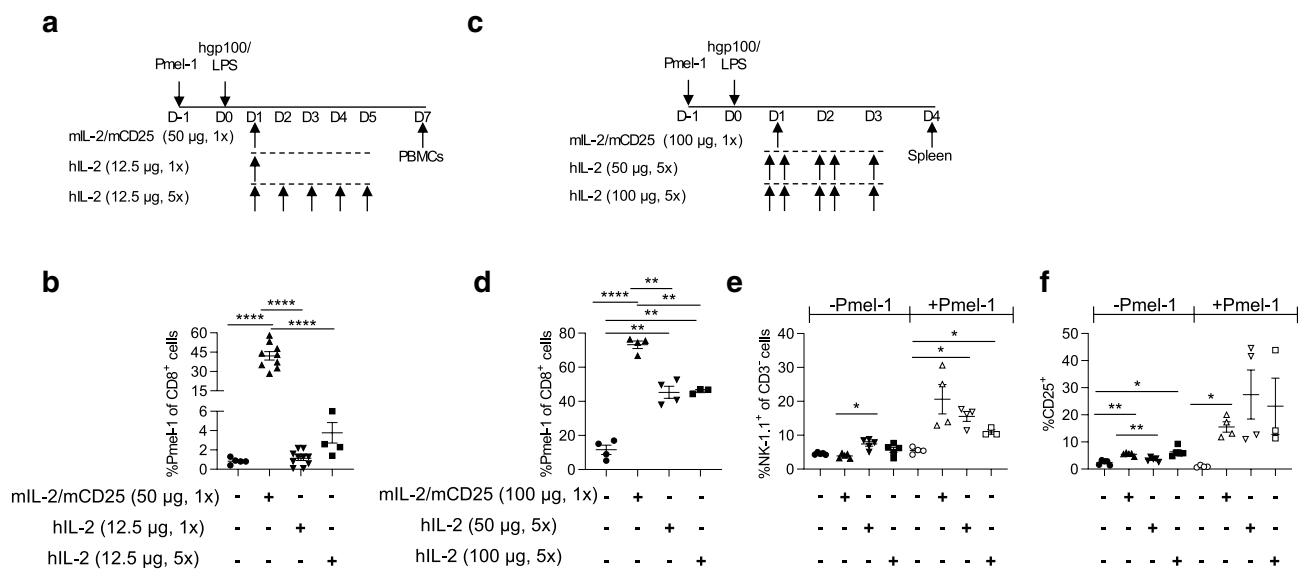 a
hgp100/
Pmel-1 LPS
D-1 D0 D1 D2 D3 D4 D5 D7
mIL-2/mCD25 (50 µg, 1x)
PBMCs
hIL-2 (12.5 µg, 1x)
hIL-2 (12.5 µg, 5x)
c
hgp100/
Pmel-1 LPS
D-1 D0 D1 D2 D3 D4
mIL-2/mCD25 (100 µg, 1x)
Spleen
hIL-2 (50 µg, 5x)
hIL-2 (100 µg, 5x)
b
%Pmel-1 of CD8+ cells
****
**** ****
60
45
30
15
6
4
2
0
mIL-2/mCD25 (50 µg, 1x) - + - -
hIL-2 (12.5 µg, 1x) - - + -
hIL-2 (12.5 µg, 5x) - - - +
d
%Pmel-1 of CD8+ cells
**
**** **
**
**
80
60
40
20
0
mIL-2/mCD25 (100 µg, 1x) - + - -
hIL-2 (50 µg, 5x) - - + -
hIL-2 (100 µg, 5x) - - - +
e
-Pmel-1 +Pmel-1
%NK-1.1+ of CD3- cells
40
30
20
10
0
*
*
*
- + - - - + - -
- - + - - - + -
- - - + - - - +
f
-Pmel-1 +Pmel-1
%CD25+
50
40
30
20
10
0
*
**
**
*
- + - - - + - -
- - + - - - + -
- - - + - - - +